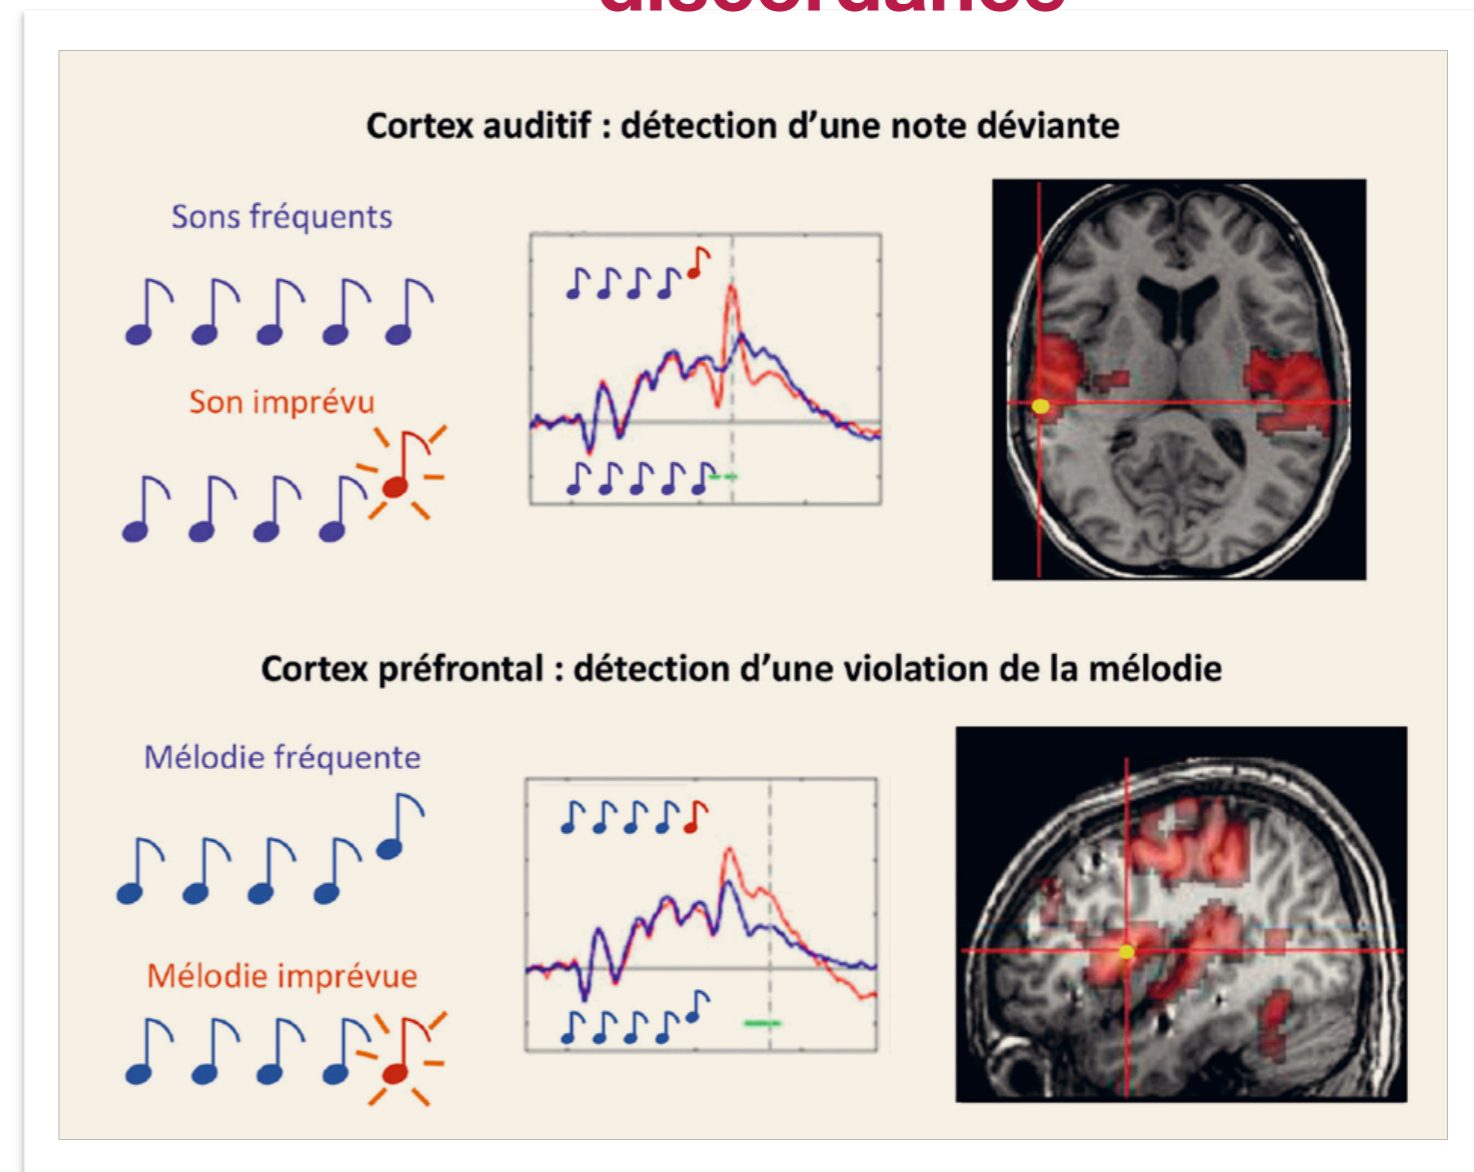 discordance
Cortex auditif : détection d’une note déviante
Sons fréquents
Son imprévu
Cortex préfrontal : détection d’une violation de la mélodie
Mélodie fréquente
Mélodie imprévue